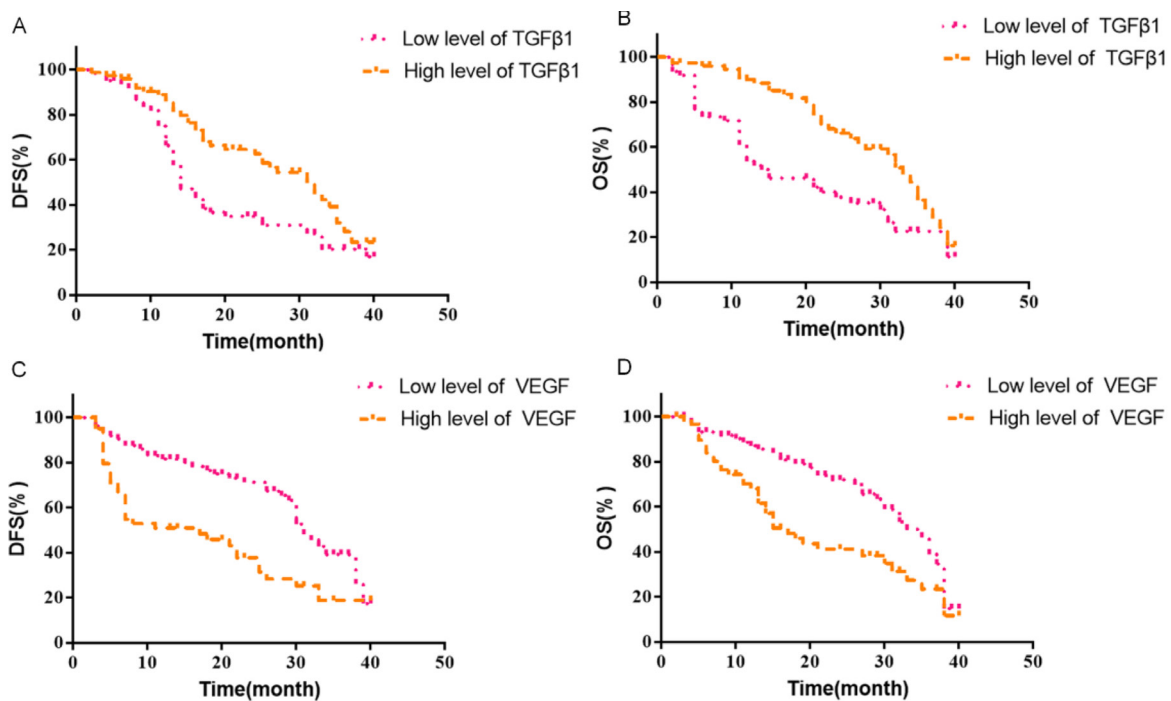 A
Low level of TGFβ1
High level of TGFβ1
100
80
60
40
20
0
DFS(% )
0 10 20 30 40 50
Time(month)
B
Low level of TGFβ1
High level of TGFβ1
100
80
60
40
20
0
OS(% )
0 10 20 30 40 50
Time(month)
C
Low level of VEGF
High level of VEGF
100
80
60
40
20
0
DFS(% )
0 10 20 30 40 50
Time(month)
D
Low level of VEGF
High level of VEGF
100
80
60
40
20
0
OS(% )
0 10 20 30 40 50
Time(month)